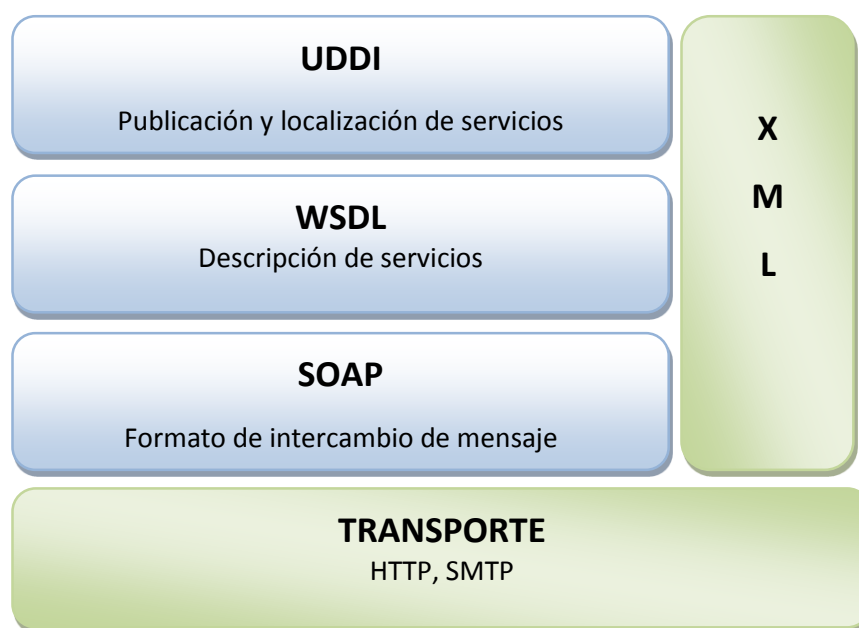 UDDI
Publicación y localización de servicios
X
M
L
WSDL
Descripción de servicios
SOAP
Formato de intercambio de mensaje
TRANSPORTE
HTTP, SMTP